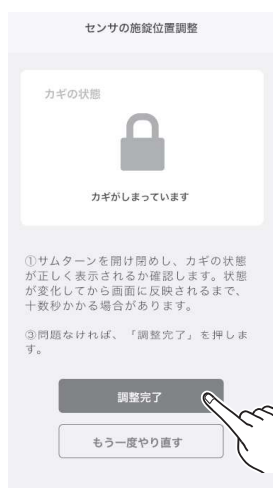 センサの施錠位置調整
カギの状態
カギがしまっています
①サムターンを開け閉めし、カギの状態
が正しく表示されるか確認します。状態
が変化してから画面に反映されるまで、
十数秒かかる場合があります。
③問題なければ、「調整完了」を押しま
す。
調整完了
もう一度やり直す